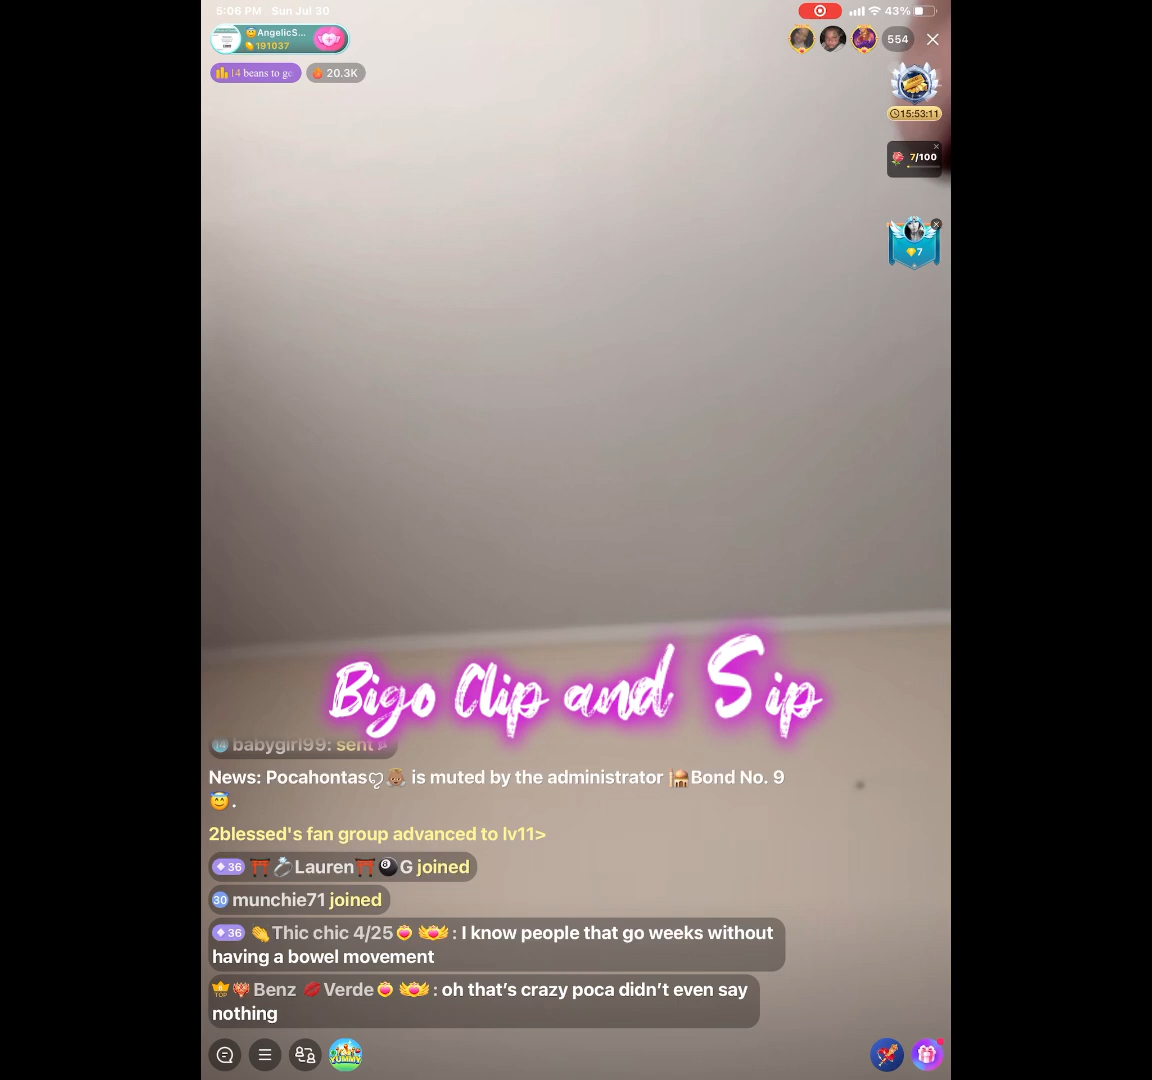 5:06 PM Sun Jul 30
43%
AngelicS...
191037
554
14 beans to gc
20.3K
15:53:11
7/100
7
Bigo Clip and Sip
babygirl99: sent
News: Pocahontas is muted by the administrator Bond No. 9
.
2blessed's fan group advanced to lv11>
36 Lauren G joined
30 munchie71 joined
36 Thic chic 4/25 : I know people that go weeks without
having a bowel movement
TOP Benz Verde : oh that's crazy poca didn't even say
nothing
YUMMY